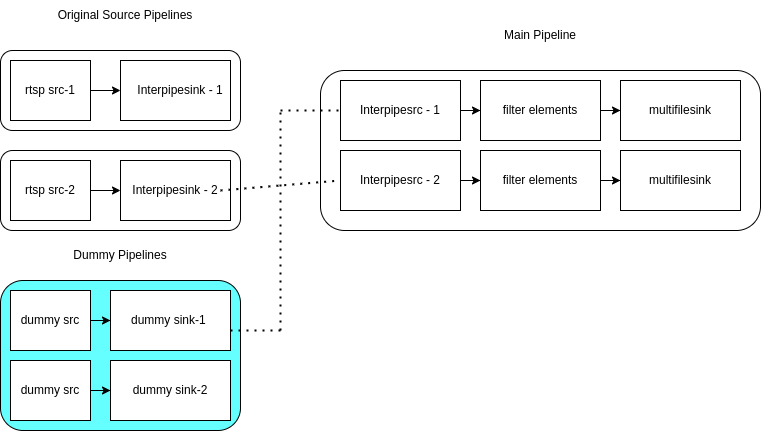 Original Source Pipelines
Main Pipeline
rtsp src-1
Interpipesink - 1
Interpipesrc - 1
filter elements
multifilesink
rtsp src-2
Interpipesink - 2
Interpipesrc - 2
filter elements
multifilesink
Dummy Pipelines
dummy src
dummy sink-1
dummy src
dummy sink-2